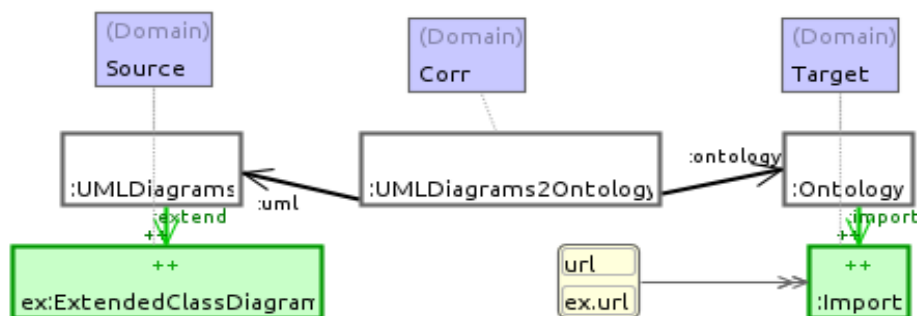 (Domain)
Source
(Domain)
Corr
(Domain)
Target
:UMLDiagrams
:uml
:UMLDiagrams2Ontology
:ontology
:Ontology
:extend
++
:import
++
++
ex:ExtendedClassDiagram
url
ex.url
++
:Import